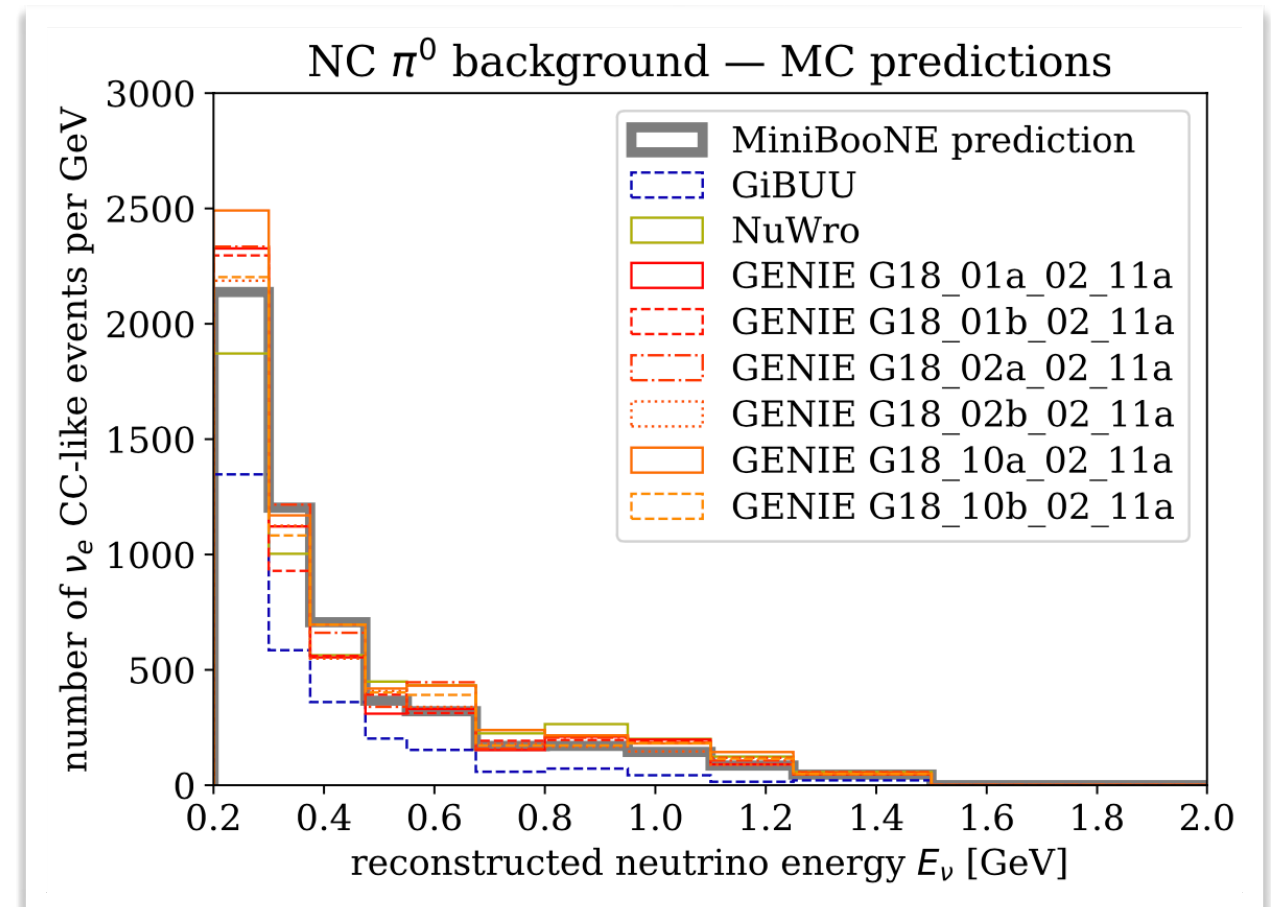 NC π⁰ background — MC predictions
number of νₑ CC-like events per GeV
3000
2500
2000
1500
1000
500
0
MiniBooNE prediction
GiBUU
NuWro
GENIE G18_01a_02_11a
GENIE G18_01b_02_11a
GENIE G18_02a_02_11a
GENIE G18_02b_02_11a
GENIE G18_10a_02_11a
GENIE G18_10b_02_11a
0.2 0.4 0.6 0.8 1.0 1.2 1.4 1.6 1.8 2.0
reconstructed neutrino energy Eᵥ [GeV]